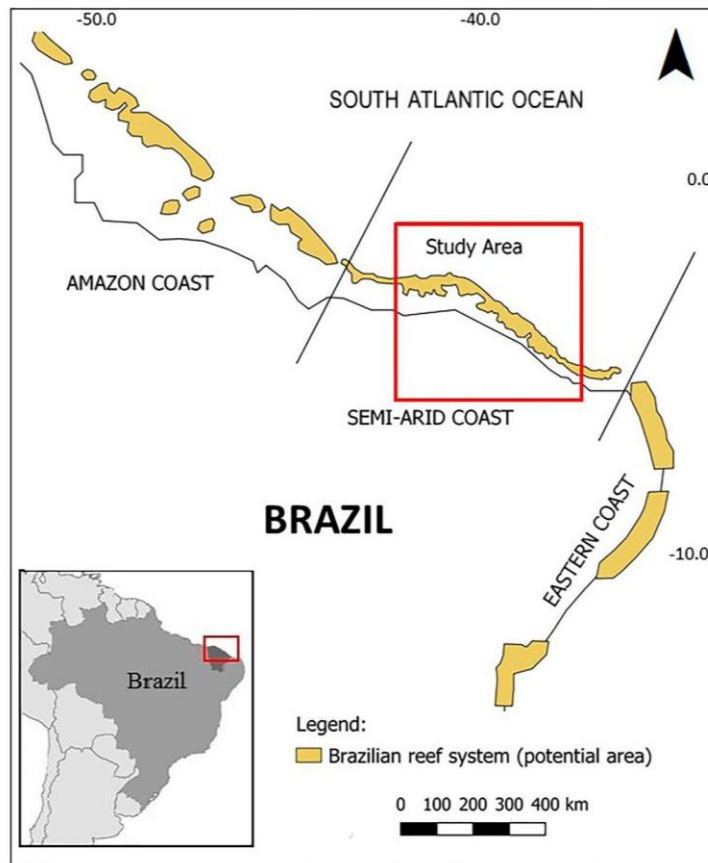 -50.0
-40.0
SOUTH ATLANTIC OCEAN
0.0
Study Area
AMAZON COAST
SEMI-ARID COAST
BRAZIL
EASTERN COAST
-10.0
Brazil
Legend:
Brazilian reef system (potential area)
0 100 200 300 400 km